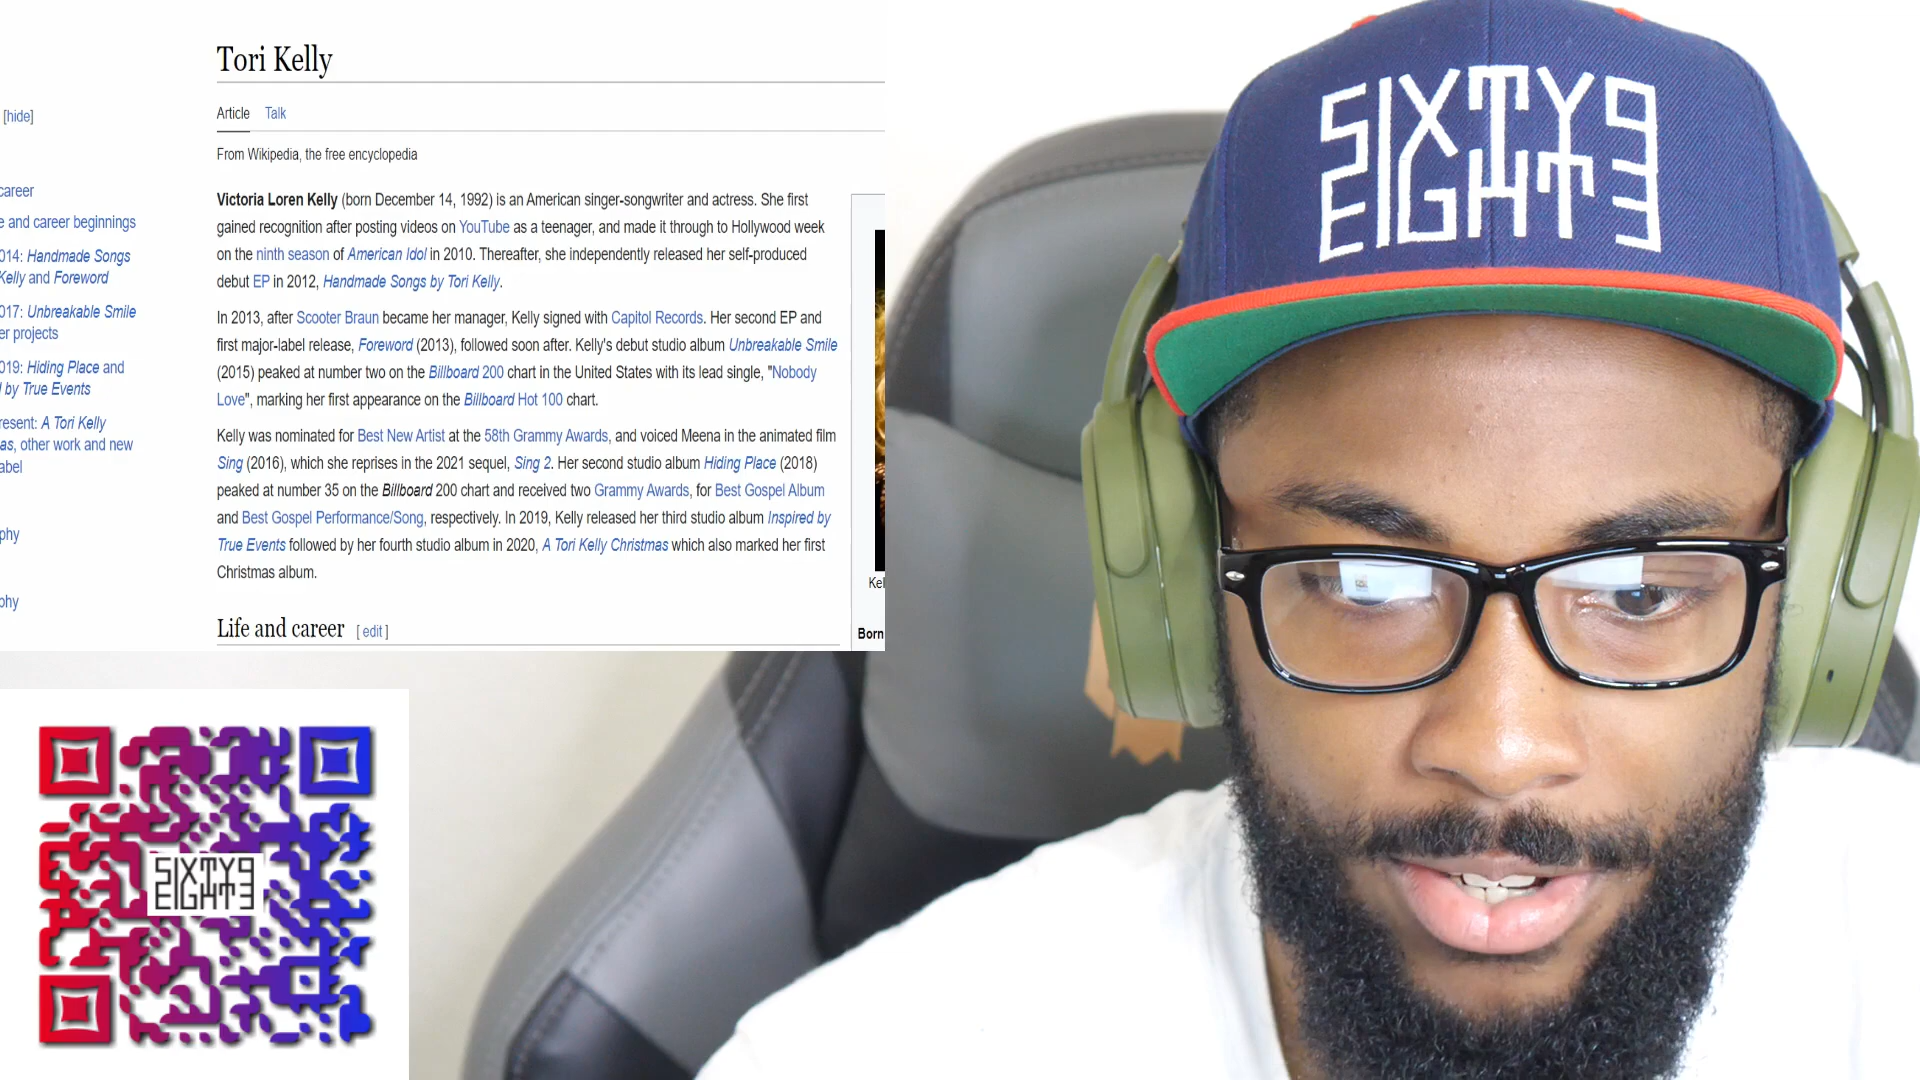 Tori Kelly
[hide]
Article Talk
From Wikipedia, the free encyclopedia
career
e and career beginnings
014: Handmade Songs
Kelly and Foreword
017: Unbreakable Smile
er projects
019: Hiding Place and
d by True Events
resent: A Tori Kelly
as, other work and new
abel
phy
phy
Victoria Loren Kelly (born December 14, 1992) is an American singer-songwriter and actress. She first
gained recognition after posting videos on YouTube as a teenager, and made it through to Hollywood week
on the ninth season of American Idol in 2010. Thereafter, she independently released her self-produced
debut EP in 2012, Handmade Songs by Tori Kelly.
In 2013, after Scooter Braun became her manager, Kelly signed with Capitol Records. Her second EP and
first major-label release, Foreword (2013), followed soon after. Kelly's debut studio album Unbreakable Smile
(2015) peaked at number two on the Billboard 200 chart in the United States with its lead single, "Nobody
Love", marking her first appearance on the Billboard Hot 100 chart.
Kelly was nominated for Best New Artist at the 58th Grammy Awards, and voiced Meena in the animated film
Sing (2016), which she reprises in the 2021 sequel, Sing 2. Her second studio album Hiding Place (2018)
peaked at number 35 on the Billboard 200 chart and received two Grammy Awards, for Best Gospel Album
and Best Gospel Performance/Song, respectively. In 2019, Kelly released her third studio album Inspired by
True Events followed by her fourth studio album in 2020, A Tori Kelly Christmas which also marked her first
Christmas album.
Life and career [ edit ]
Kel
Born
SIXTY9
EIGHT3
SIXTY9
EIGHT3